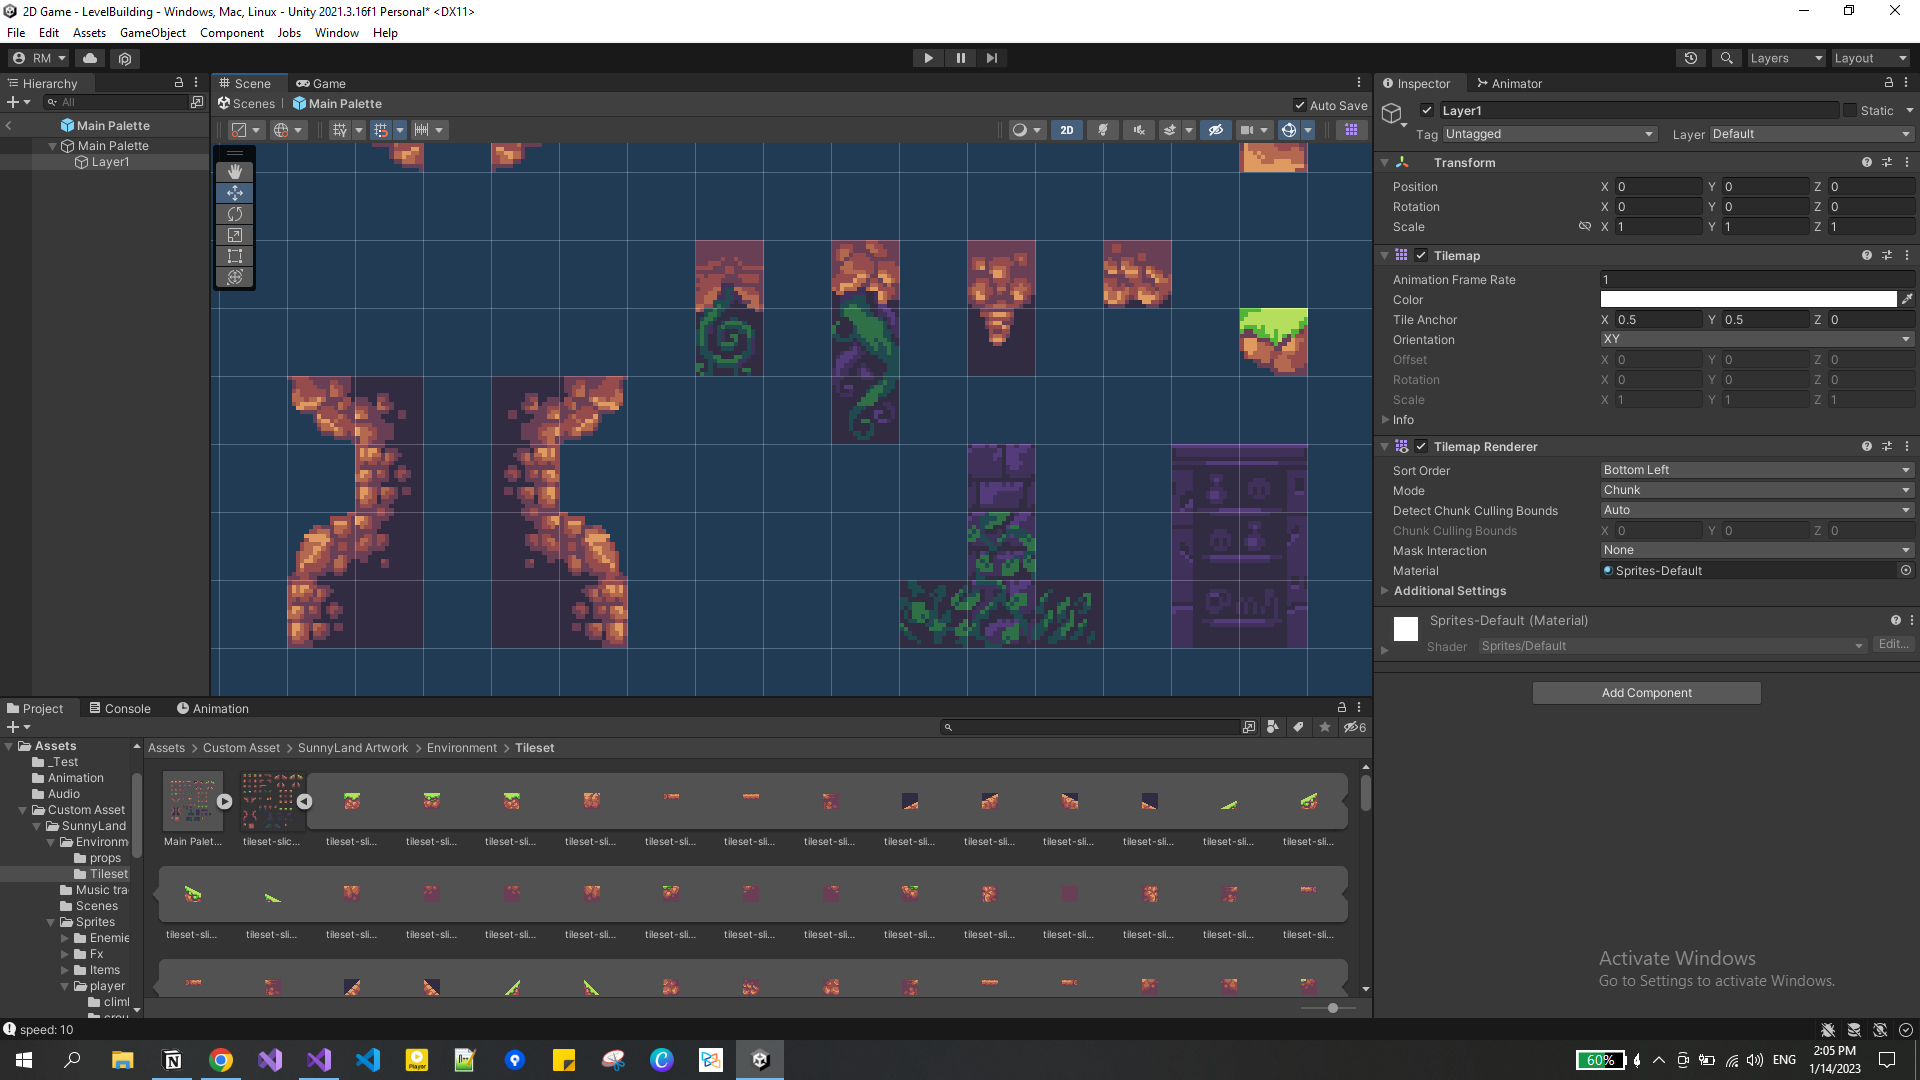 2D Game - LevelBuilding - Windows, Mac, Linux - Unity 2021.3.16f1 Personal* <DX11>
File Edit Assets GameObject Component Jobs Window Help
RM Layers Layout
Hierarchy Scene Game Inspector Animator
All Scenes Main Palette Auto Save Layer1 Static
Main Palette 2D Tag Untagged Layer Default
Main Palette
Layer1
Transform
Position X 0 Y 0 Z 0
Rotation X 0 Y 0 Z 0
Scale X 1 Y 1 Z 1
Tilemap
Animation Frame Rate 1
Color
Tile Anchor X 0.5 Y 0.5 Z 0
Orientation XY
Offset X 0 Y 0 Z 0
Rotation X 0 Y 0 Z 0
Scale X 1 Y 1 Z 1
Info
Tilemap Renderer
Sort Order Bottom Left
Mode Chunk
Detect Chunk Culling Bounds Auto
Chunk Culling Bounds X 0 Y 0 Z 0
Mask Interaction None
Material Sprites-Default
Additional Settings
Sprites-Default (Material)
Shader Sprites/Default Edit...
Add Component
Project Console Animation
6
Assets > Custom Asset > SunnyLand Artwork > Environment > Tileset
Assets
_Test
Animation
Audio
Custom Asset
SunnyLand
Environm
props
Tileset
Music tra
Scenes
Sprites
Enemie
Fx
Items
player
climl
Main Palet... tileset-slic... tileset-sli... tileset-sli... tileset-sli... tileset-sli... tileset-sli... tileset-sli... tileset-sli... tileset-sli... tileset-sli... tileset-sli... tileset-sli... tileset-sli... tileset-sli...
tileset-sli... tileset-sli... tileset-sli... tileset-sli... tileset-sli... tileset-sli... tileset-sli... tileset-sli... tileset-sli... tileset-sli... tileset-sli... tileset-sli... tileset-sli... tileset-sli... tileset-sli...
Activate Windows
Go to Settings to activate Windows.
speed: 10
Player 60% ENG 2:05 PM
1/14/2023